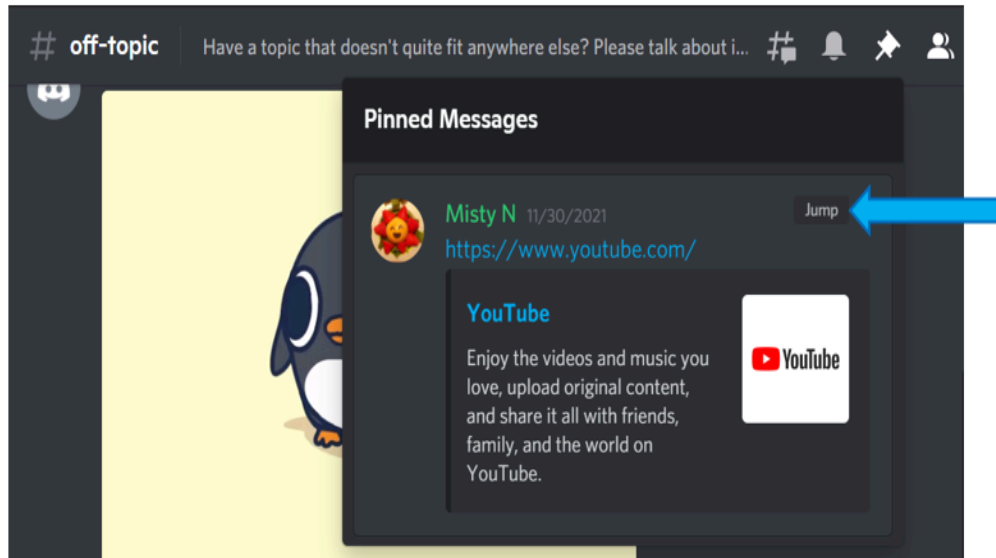 # off-topic Have a topic that doesn't quite fit anywhere else? Please talk about i...
Pinned Messages
Misty N 11/30/2021 Jump
https://www.youtube.com/
YouTube
Enjoy the videos and music you
love, upload original content,
and share it all with friends,
family, and the world on
YouTube.
YouTube